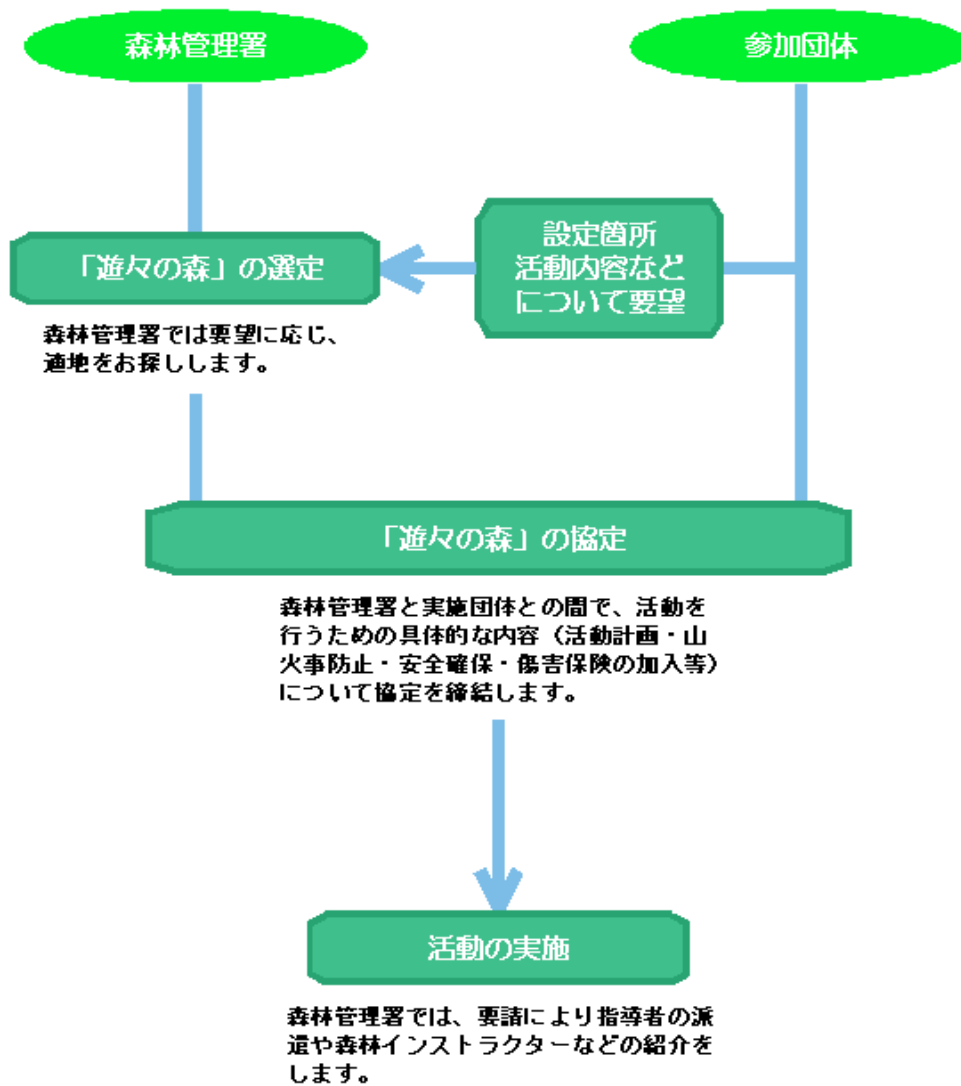 森林管理署
参加団体
設定箇所
活動内容など
について要望
「遊々の森」の選定
森林管理署では要望に応じ、
適地をお探しします。
「遊々の森」の協定
森林管理署と実施団体との間で、活動を
行うための具体的な内容（活動計画・山
火事防止・安全確保・傷害保険の加入等）
について協定を締結します。
活動の実施
森林管理署では、要請により指導者の派
遣や森林インストラクターなどの紹介を
します。